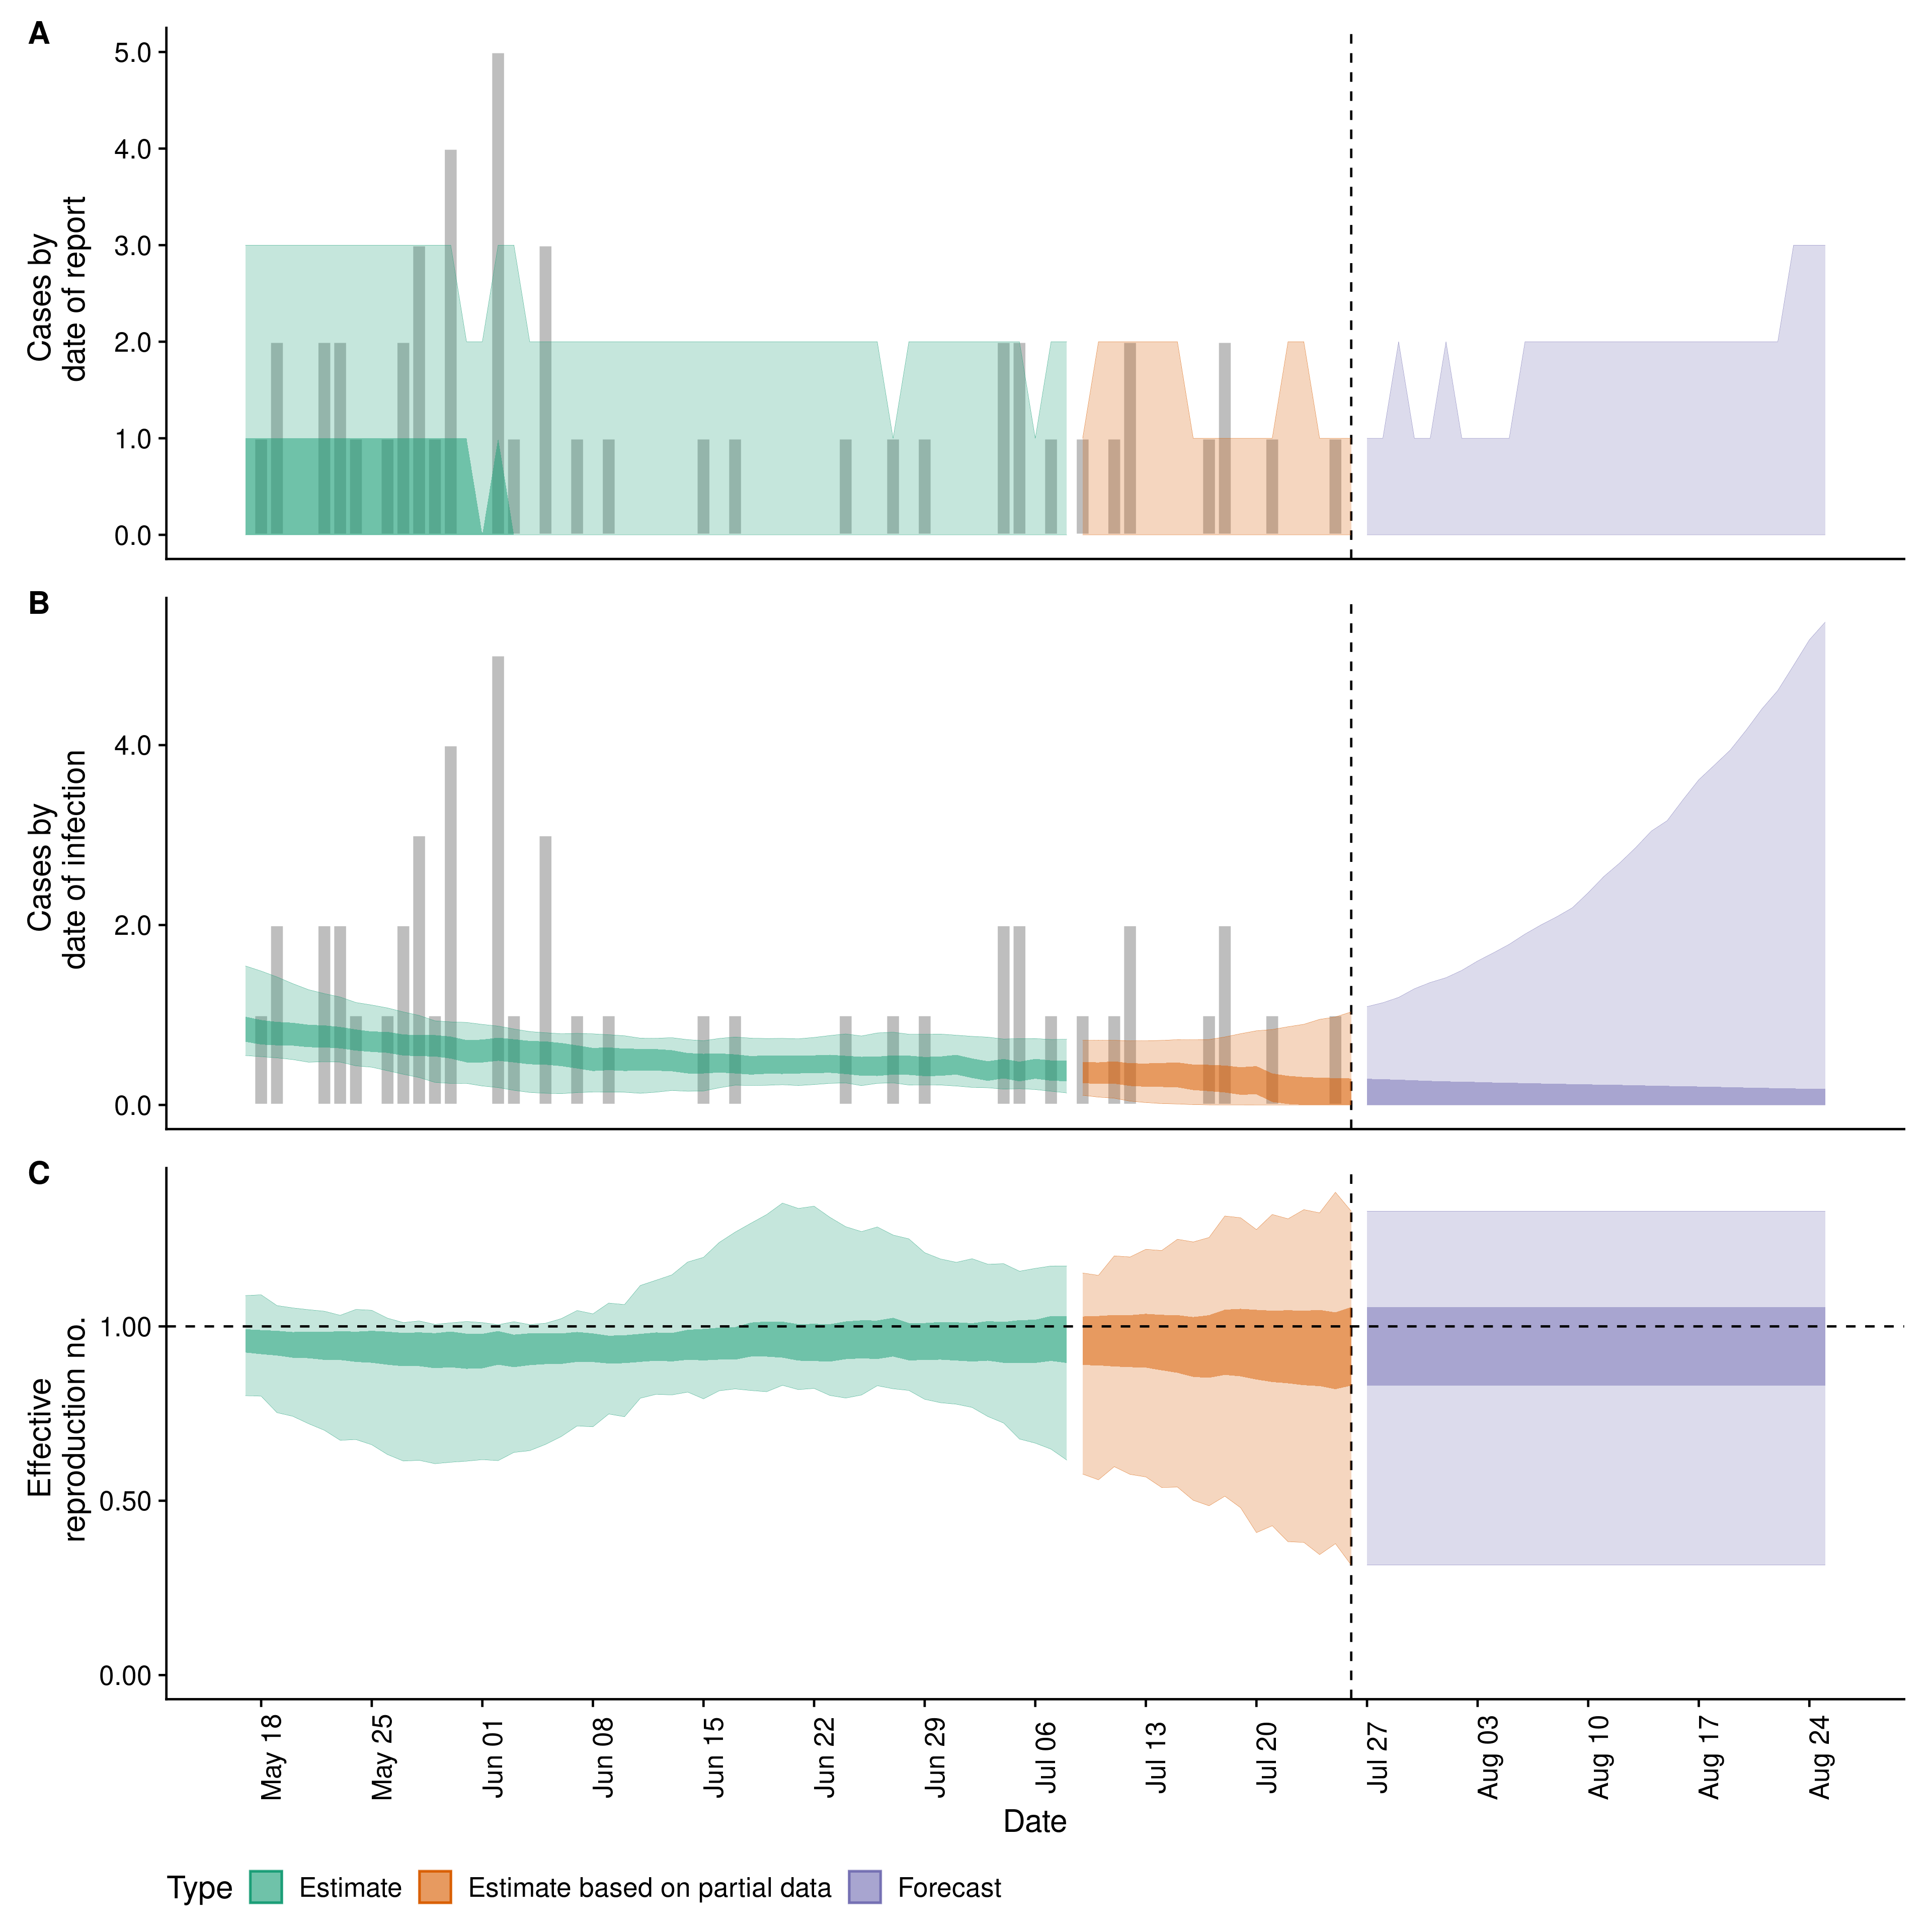 A
5.0
4.0
3.0
2.0
1.0
0.0
Cases by
date of report
B
4.0
2.0
0.0
Cases by
date of infection
C
1.00
0.50
0.00
Effective
reproduction no.
May 18
May 25
Jun 01
Jun 08
Jun 15
Jun 22
Jun 29
Jul 06
Jul 13
Jul 20
Jul 27
Aug 03
Aug 10
Aug 17
Aug 24
Date
Type Estimate Estimate based on partial data Forecast